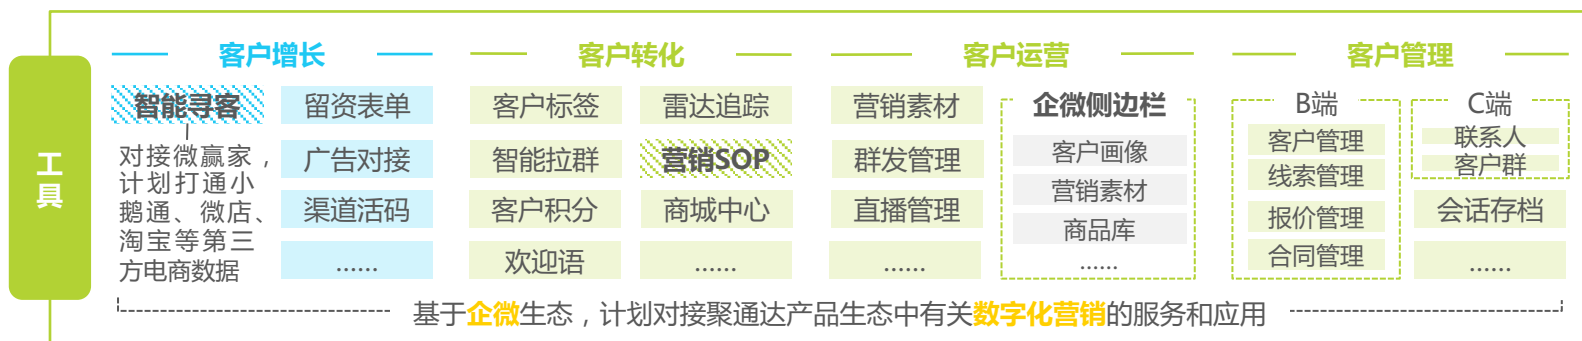 工具
客户增长
智能寻客
对接微赢家，
计划打通小
鹅通、微店、
淘宝等第三
方电商数据
留资表单
广告对接
渠道活码
……
客户转化
客户标签
智能拉群
客户积分
欢迎语
雷达追踪
营销SOP
商城中心
……
客户运营
营销素材
群发管理
直播管理
……
企微侧边栏
客户画像
营销素材
商品库
……
客户管理
B端
客户管理
线索管理
报价管理
合同管理
C端
联系人
客户群
会话存档
……
基于企微生态，计划对接聚通达产品生态中有关数字化营销的服务和应用